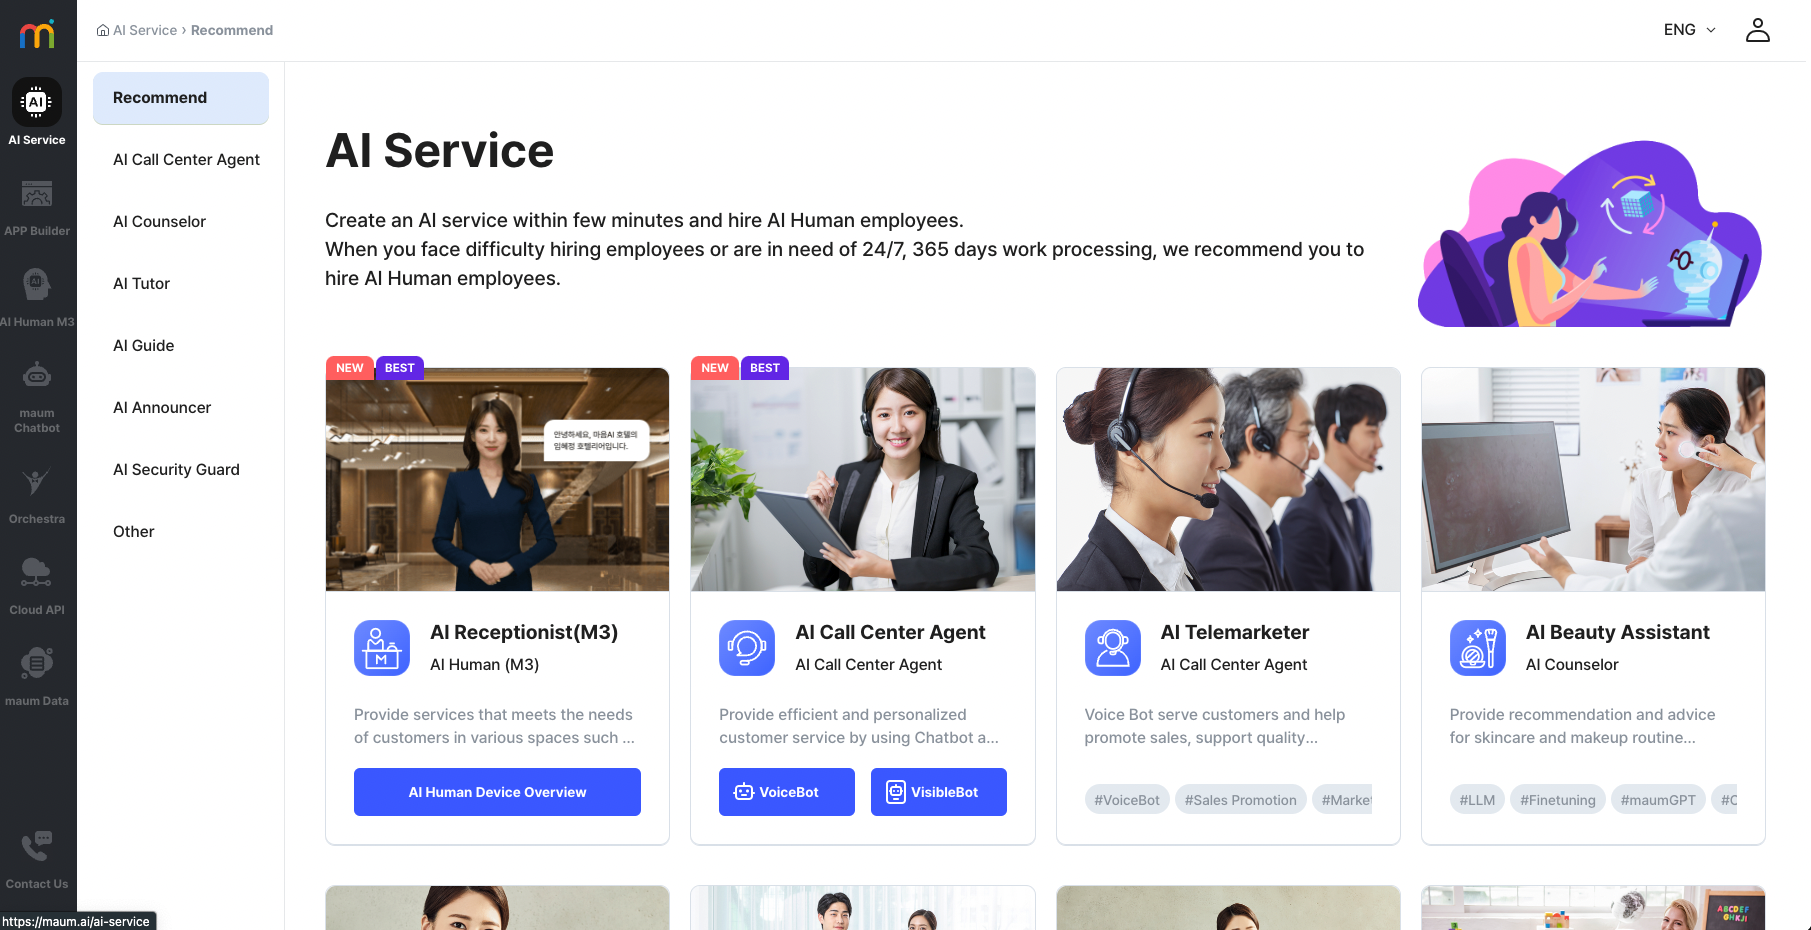 AI Service › Recommend
ENG
AI
AI Service
APP Builder
AI Human M3
maum
Chatbot
Orchestra
Cloud API
maum Data
Contact Us
https://maum.ai/ai-service
Recommend
AI Call Center Agent
AI Counselor
AI Tutor
AI Guide
AI Announcer
AI Security Guard
Other
AI Service
Create an AI service within few minutes and hire AI Human employees.
When you face difficulty hiring employees or are in need of 24/7, 365 days work processing, we recommend you to
hire AI Human employees.
NEW BEST
안녕하세요, 마음AI 호텔의
임혜정 호텔리어입니다.
AI Receptionist(M3)
AI Human (M3)
Provide services that meets the needs
of customers in various spaces such ...
AI Human Device Overview
NEW BEST
AI Call Center Agent
AI Call Center Agent
Provide efficient and personalized
customer service by using Chatbot a...
VoiceBot VisibleBot
AI Telemarketer
AI Call Center Agent
Voice Bot serve customers and help
promote sales, support quality...
#VoiceBot #Sales Promotion #Market
AI Beauty Assistant
AI Counselor
Provide recommendation and advice
for skincare and makeup routine...
#LLM #Finetuning #maumGPT
ABCDEF
GHKJI